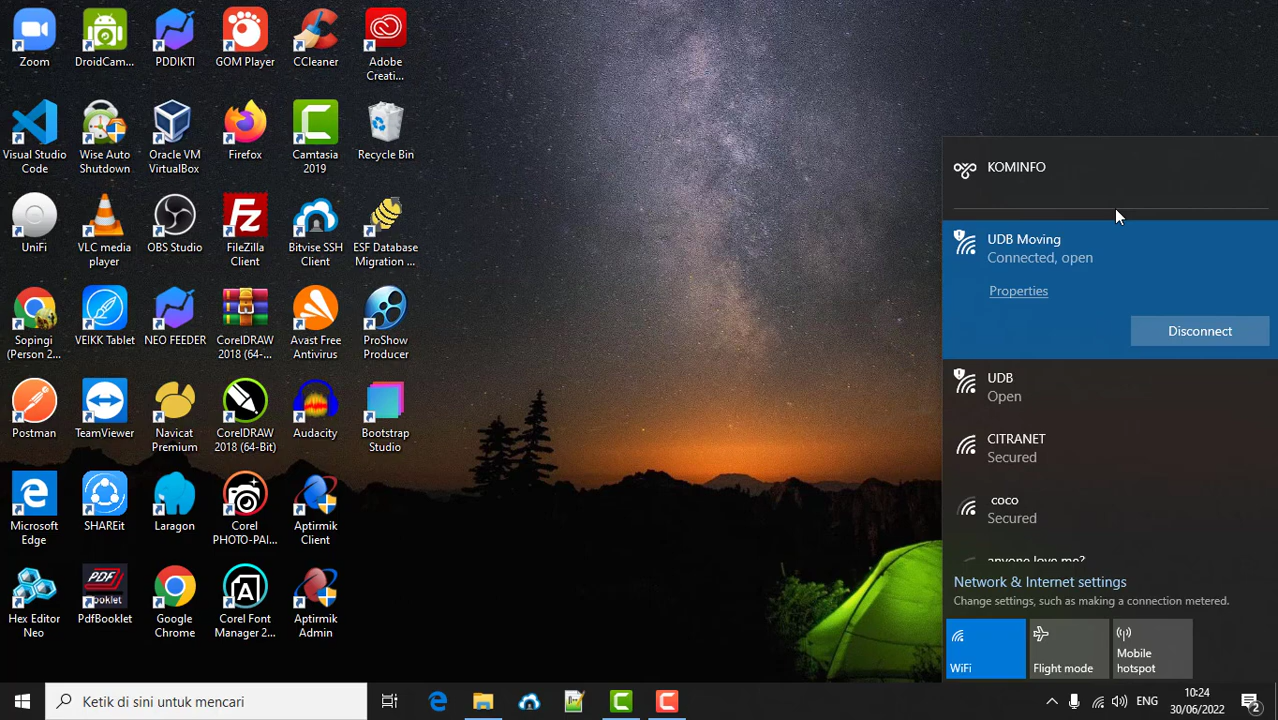 Zoom
DroidCam...
PDDIKTI
GOM Player
CCleaner
Adobe
Creati...
Visual Studio
Code
Wise Auto
Shutdown
Oracle VM
VirtualBox
Firefox
Camtasia
2019
Recycle Bin
UniFi
VLC media
player
OBS Studio
FileZilla
Client
Bitvise SSH
Client
ESF Database
Migration ...
Sopingi
(Person 2...
VEIKK Tablet
NEO FEEDER
CorelDRAW
2018 (64-...
Avast Free
Antivirus
ProShow
Producer
Postman
TeamViewer
Navicat
Premium
CorelDRAW
2018 (64-Bit)
Audacity
Bootstrap
Studio
Microsoft
Edge
SHAREit
Laragon
Corel
PHOTO-PAI...
Aptirmik
Client
Hex Editor
Neo
PDF
ooklet
PdfBooklet
Google
Chrome
Corel Font
Manager 2...
Aptirmik
Admin
KOMINFO
UDB Moving
Connected, open
Properties
Disconnect
UDB
Open
CITRANET
Secured
coco
Secured
anyone love me?
Network & Internet settings
Change settings, such as making a connection metered.
WiFi
Flight mode
Mobile
hotspot
Ketik di sini untuk mencari
ENG
10:24
30/06/2022
2